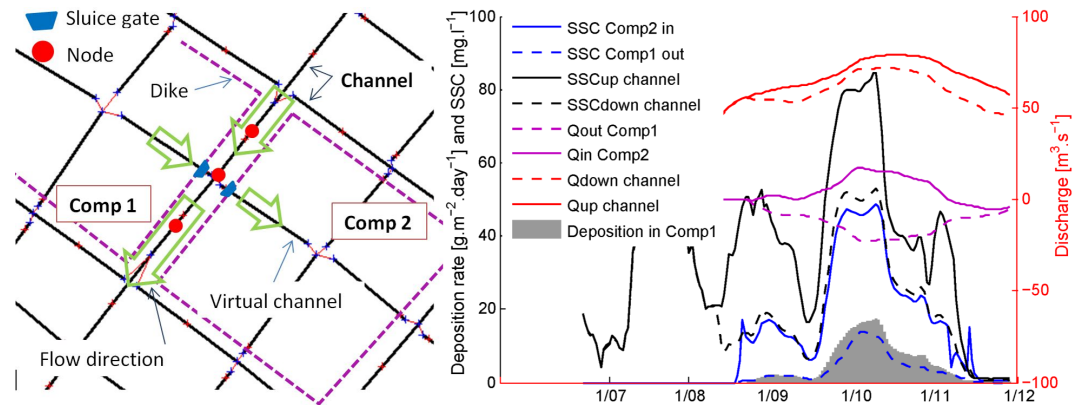 Sluice gate
Node
Dike
Channel
Comp 1
Comp 2
Virtual channel
Flow direction
Deposition rate [g.m⁻².day⁻¹] and SSC [mg.l⁻¹]
100
80
60
40
20
0
SSC Comp2 in
SSC Comp1 out
SSCup channel
SSCdown channel
Qout Comp1
Qin Comp2
Qdown channel
Qup channel
Deposition in Comp1
1/07
1/08
1/09
1/10
1/11
1/12
100
50
0
−50
−100
Discharge [m³.s⁻¹]